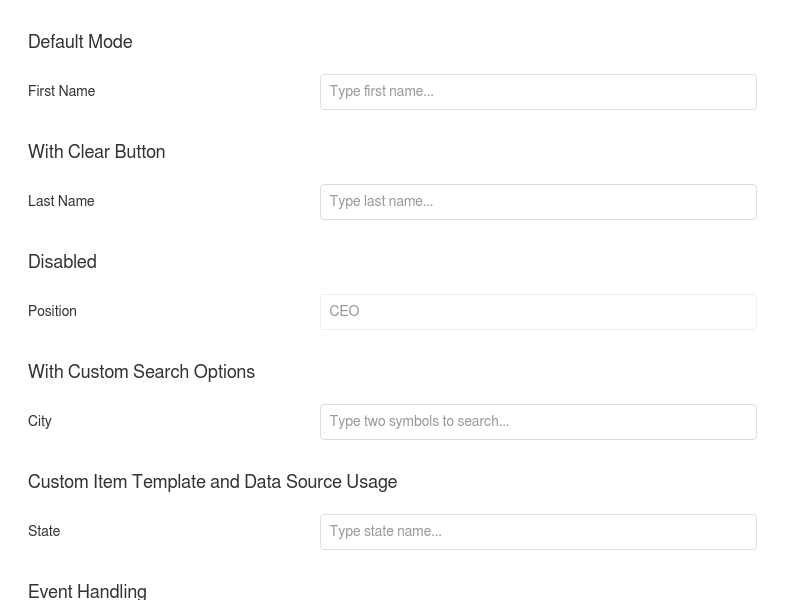 Default Mode
First Name
Type first name...
With Clear Button
Last Name
Type last name...
Disabled
Position
CEO
With Custom Search Options
City
Type two symbols to search...
Custom Item Template and Data Source Usage
State
Type state name...
Event Handling